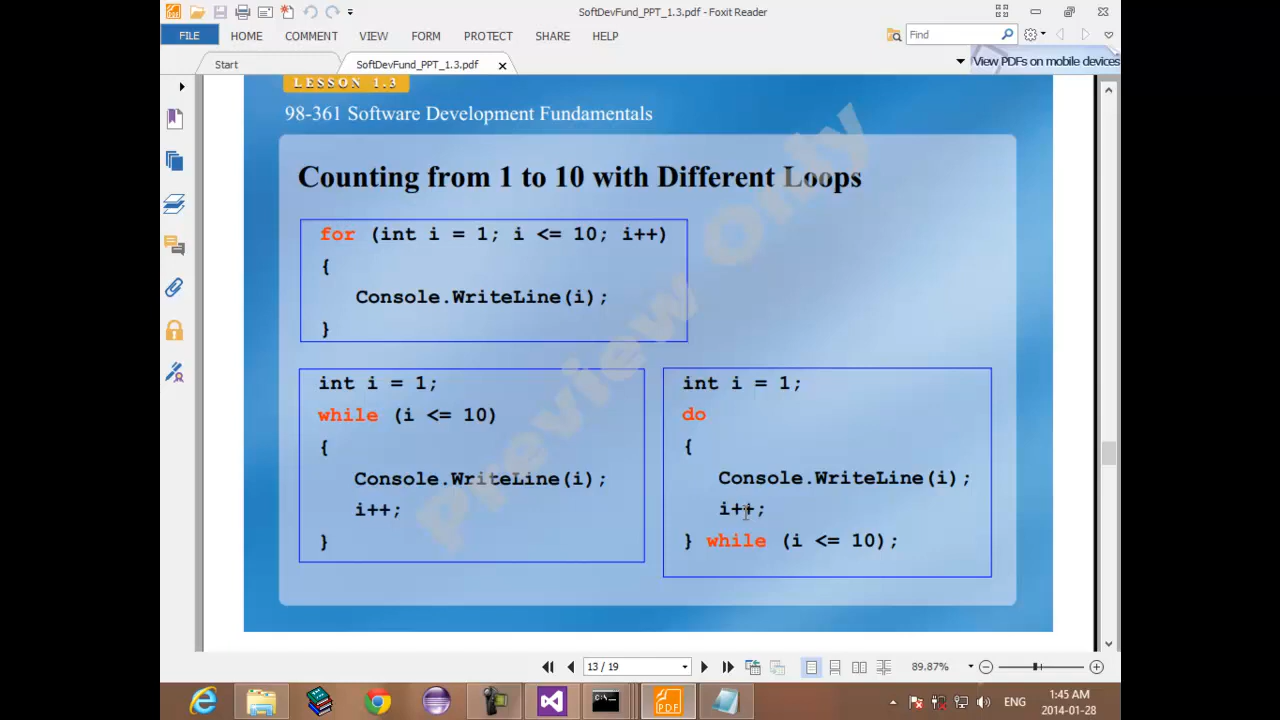 SoftDevFund_PPT_1.3.pdf - Foxit Reader
FILE HOME COMMENT VIEW FORM PROTECT SHARE HELP Find
Start SoftDevFund_PPT_1.3.pdf View PDFs on mobile devices
LESSON 1.3
98-361 Software Development Fundamentals
Counting from 1 to 10 with Different Loops
for (int i = 1; i <= 10; i++)
{
Console.WriteLine(i);
}
int i = 1;
while (i <= 10)
{
Console.WriteLine(i);
i++;
}
int i = 1;
do
{
Console.WriteLine(i);
i++;
} while (i <= 10);
Preview Only
13 / 19 89.87%
PDF
ENG 1:45 AM
2014-01-28